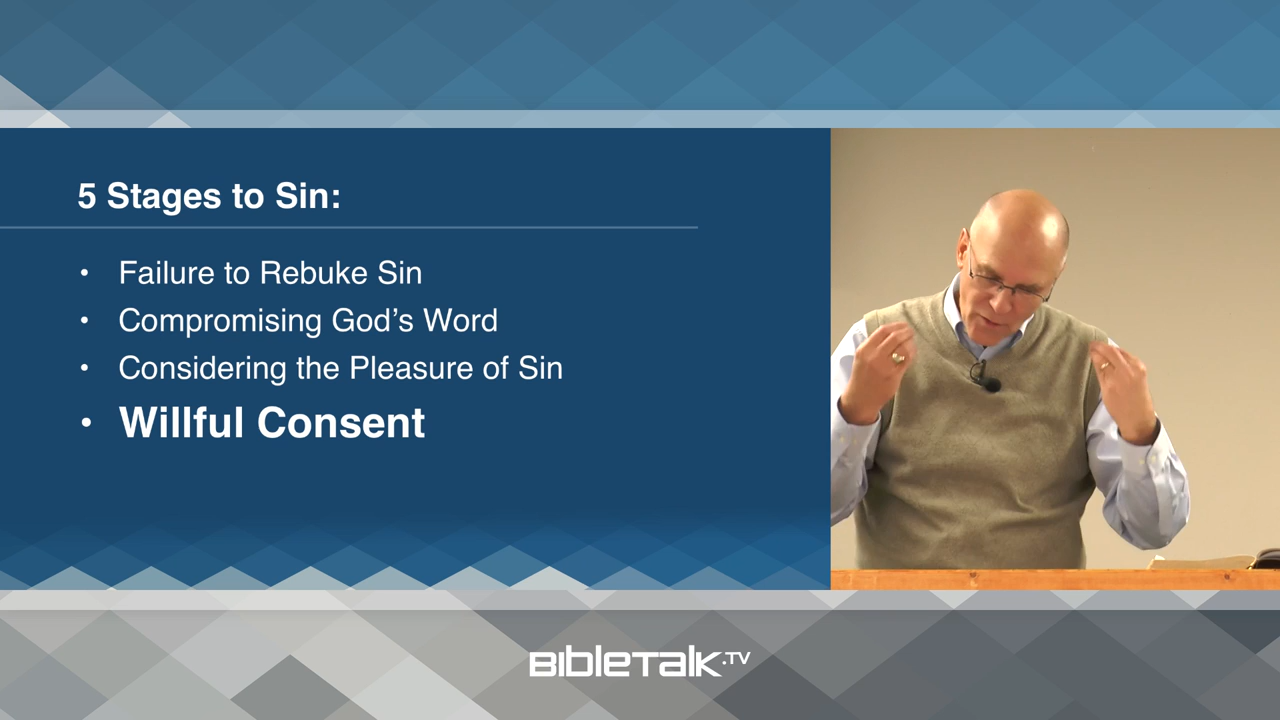 5 Stages to Sin:
• Failure to Rebuke Sin
• Compromising God’s Word
• Considering the Pleasure of Sin
• Willful Consent
BIBLETALK.TV